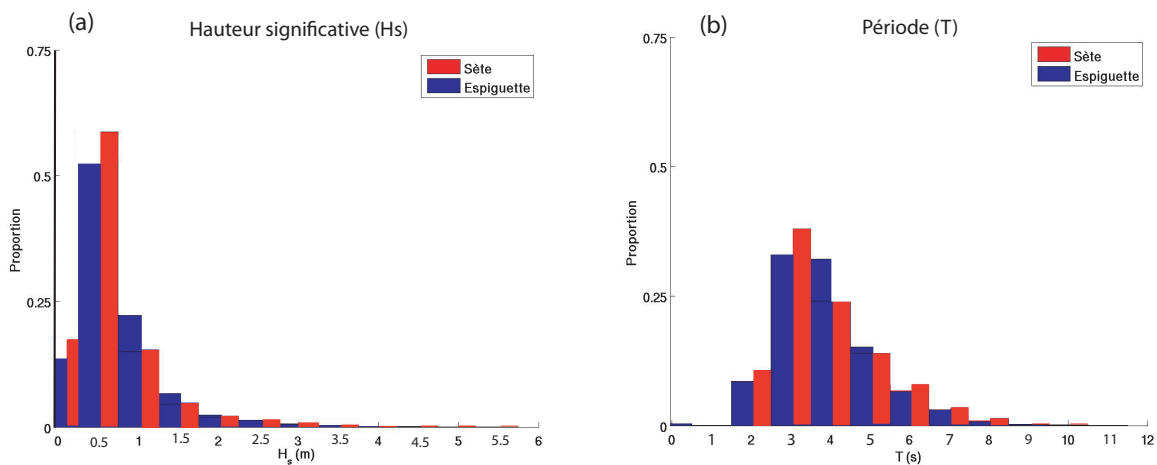 (a)
Hauteur significative (Hs)
0.75
0.5
0.25
0
Proportion
Sète
Espiguette
0 0.5 1 1.5 2 2.5 3 3.5 4 4.5 5 5.5 6
Hs (m)
(b)
Période (T)
0.75
0.5
0.25
0
Proportion
Sète
Espiguette
0 1 2 3 4 5 6 7 8 9 10 11 12
T (s)